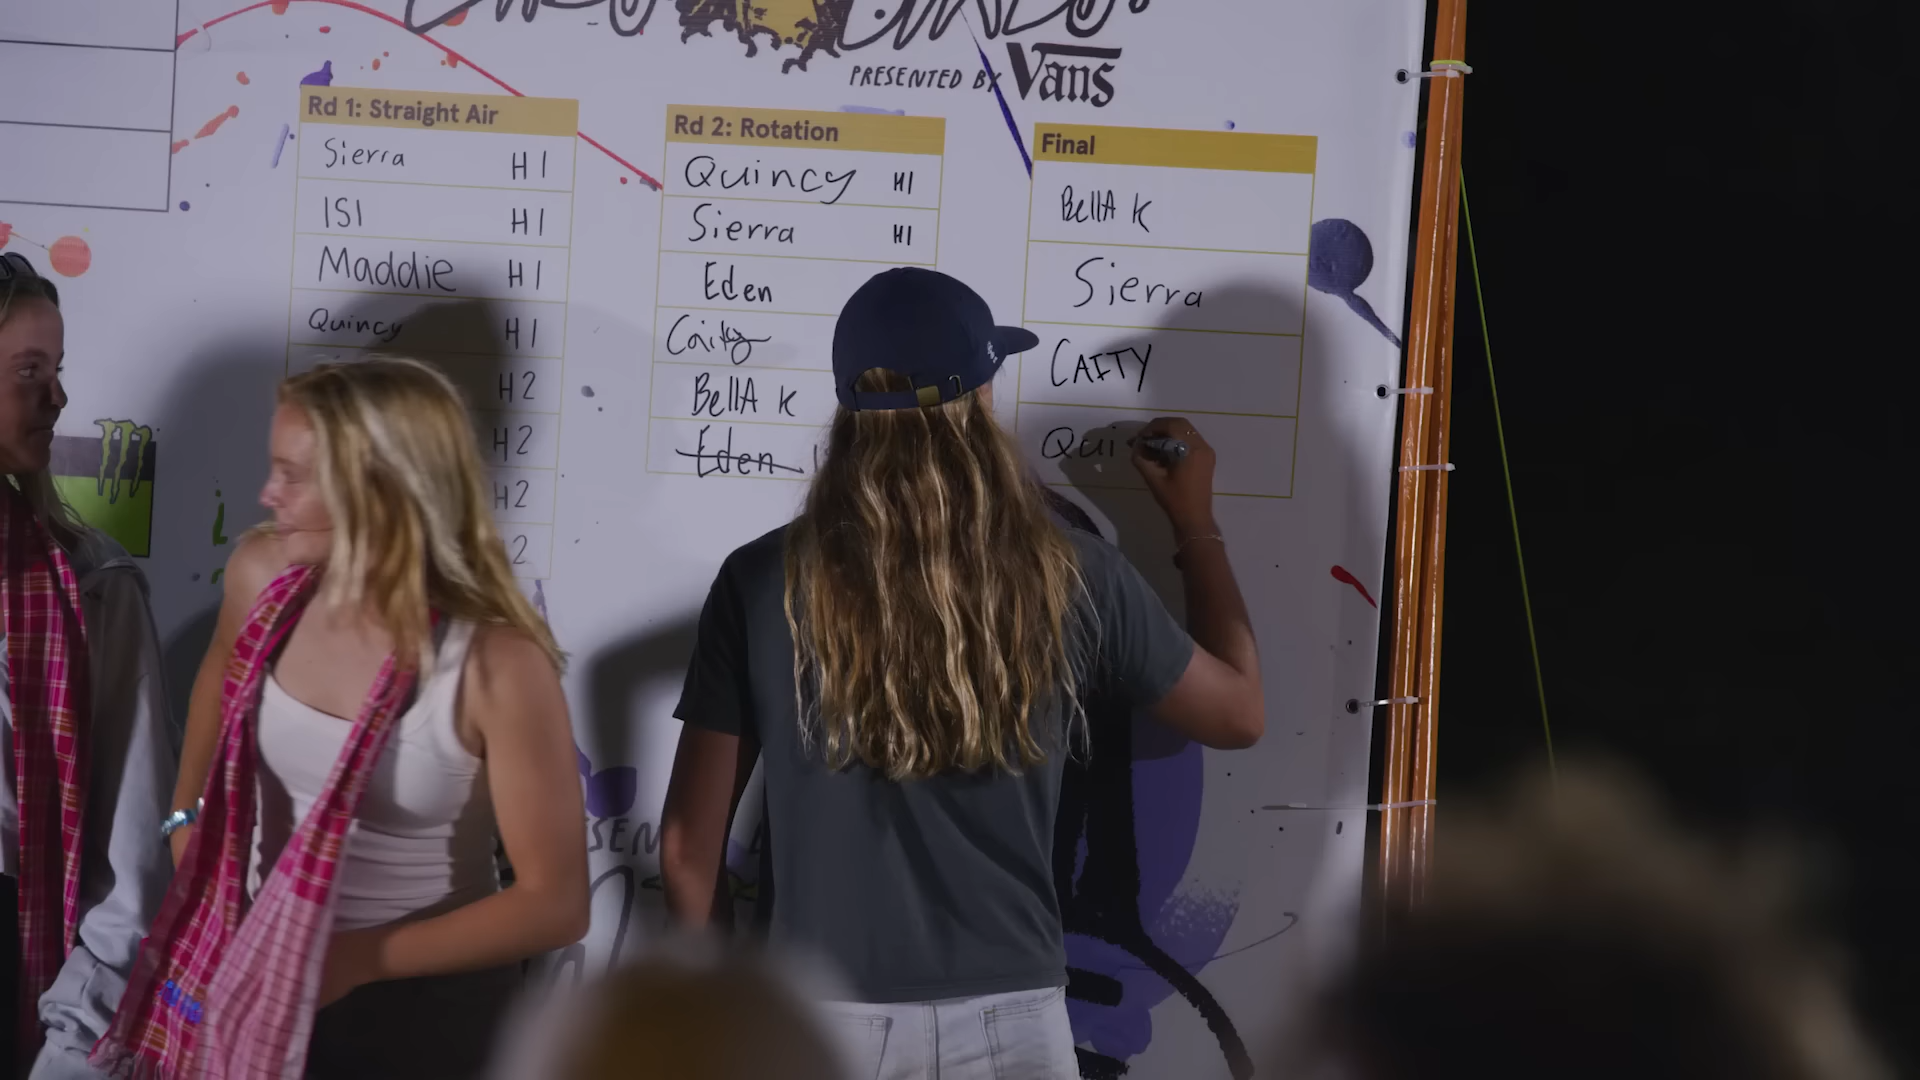 PRESENTED BY Vans
Rd 1: Straight Air
Sierra H1
ISI H1
Maddie H1
Quincy H1
H2
H2
H2
2
Rd 2: Rotation
Quincy H1
Sierra H1
Eden
Caity
BellA K
Eden
Final
BellA K
Sierra
CAITY
Qui